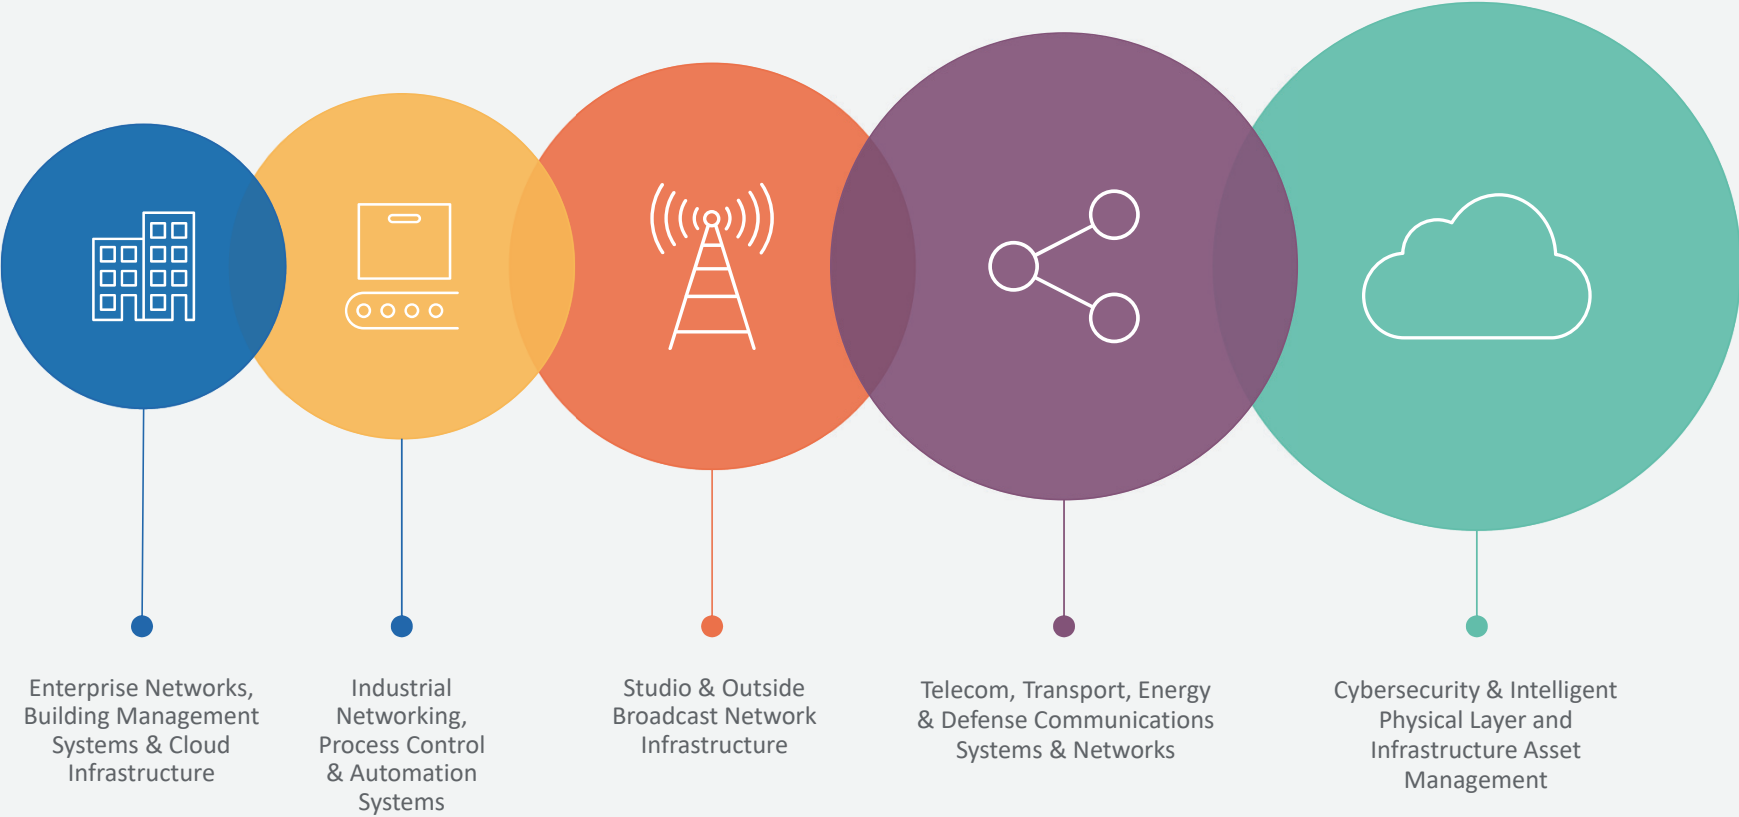 Enterprise Networks,
Building Management
Systems & Cloud
Infrastructure
Industrial
Networking,
Process Control
& Automation
Systems
Studio & Outside
Broadcast Network
Infrastructure
Telecom, Transport, Energy
& Defense Communications
Systems & Networks
Cybersecurity & Intelligent
Physical Layer and
Infrastructure Asset
Management